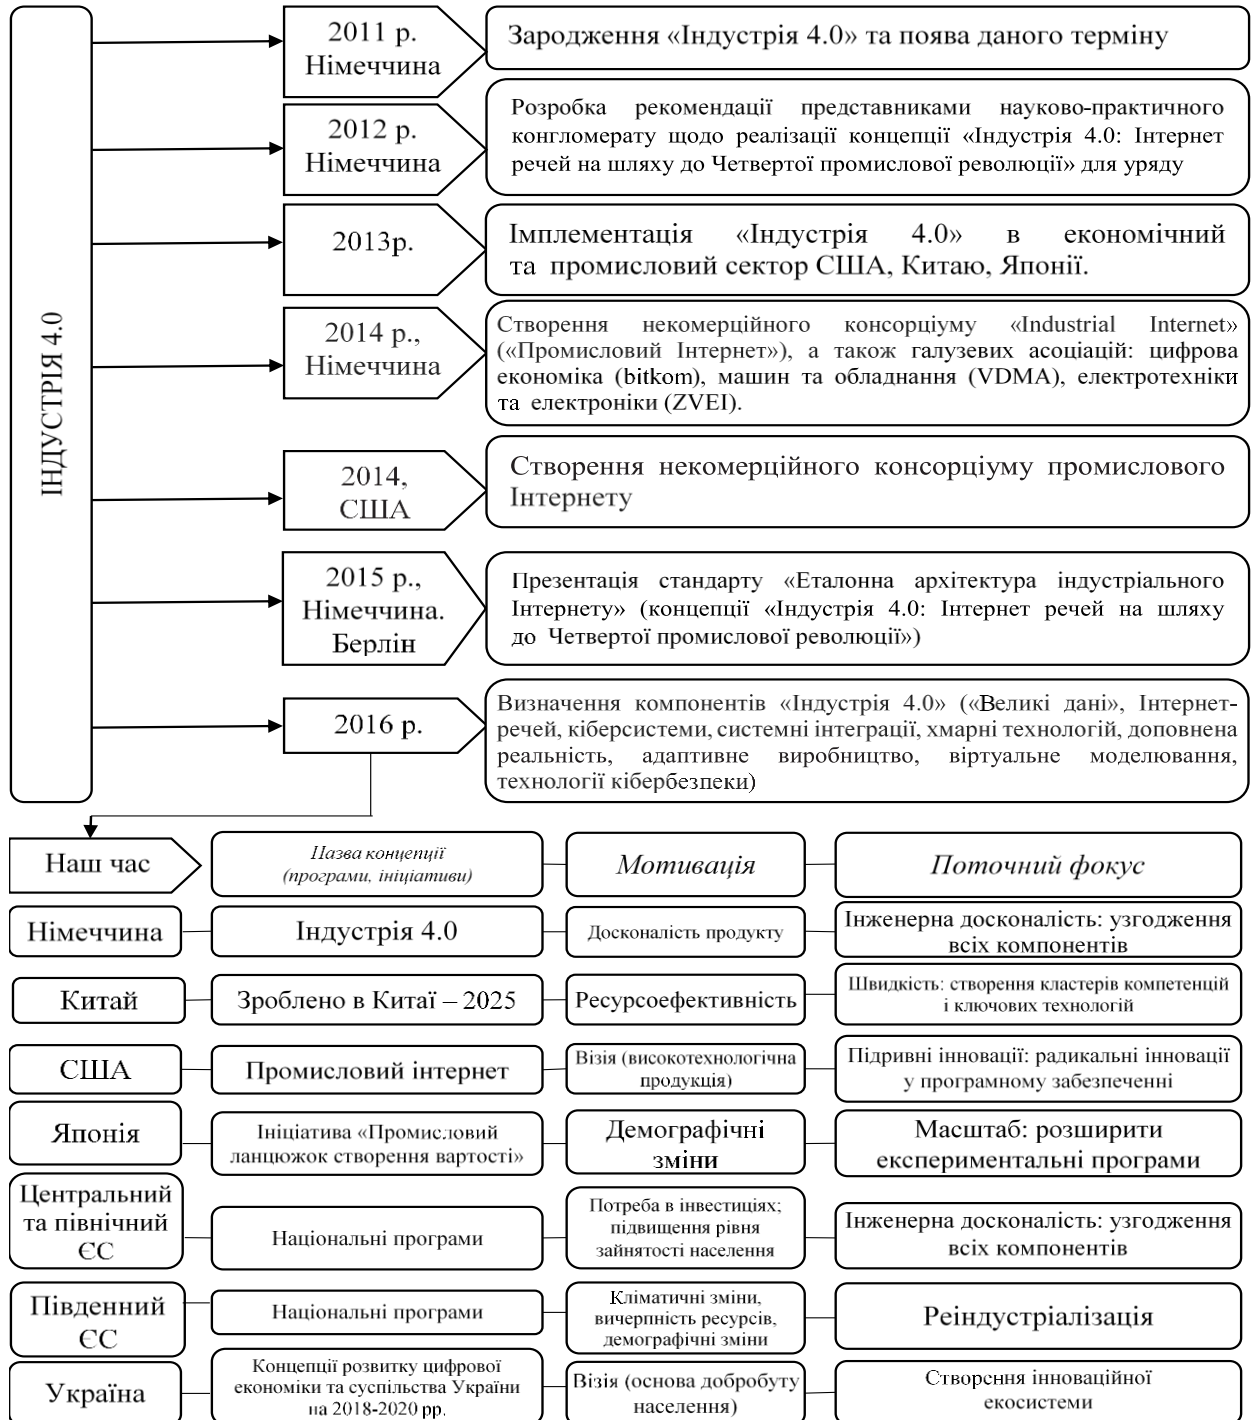 ІНДУСТРІЯ 4.0
2011 р.
Німеччина
Зародження «Індустрія 4.0» та поява даного терміну
2012 р.
Німеччина
Розробка рекомендації представниками науково-практичного
конгломерату щодо реалізації концепції «Індустрія 4.0: Інтернет
речей на шляху до Четвертої промислової революції» для уряду
2013р.
Імплементація «Індустрія 4.0» в економічний
та промисловий сектор США, Китаю, Японії.
2014 р.,
Німеччина
Створення некомерційного консорціуму «Industrial Internet»
(«Промисловий Інтернет»), а також галузевих асоціацій: цифрова
економіка (bitkom), машин та обладнання (VDMA), електротехніки
та електроніки (ZVEI).
2014,
США
Створення некомерційного консорціуму промислового
Інтернету
2015 р.,
Німеччина.
Берлін
Презентація стандарту «Еталонна архітектура індустріального
Інтернету» (концепції «Індустрія 4.0: Інтернет речей на шляху
до Четвертої промислової революції»)
2016 р.
Визначення компонентів «Індустрія 4.0» («Великі дані», Інтернет-
речей, кіберсистеми, системні інтеграції, хмарні технологій, доповнена
реальність, адаптивне виробництво, віртуальне моделювання,
технології кібербезпеки)
Наш час
Назва концепції
(програми, ініціативи)
Мотивація
Поточний фокус
Німеччина
Індустрія 4.0
Досконалість продукту
Інженерна досконалість: узгодження
всіх компонентів
Китай
Зроблено в Китаї – 2025
Ресурсоефективність
Швидкість: створення кластерів компетенцій
і ключових технологій
США
Промисловий інтернет
Візія (високотехнологічна
продукція)
Підривні інновації: радикальні інновації
у програмному забезпеченні
Японія
Ініціатива «Промисловий
ланцюжок створення вартості»
Демографічні
зміни
Масштаб: розширити
експериментальні програми
Центральний
та північний
ЄС
Національні програми
Потреба в інвестиціях;
підвищення рівня
зайнятості населення
Інженерна досконалість: узгодження
всіх компонентів
Південний
ЄС
Національні програми
Кліматичні зміни,
вичерпність ресурсів,
демографічні зміни
Реіндустріалізація
Україна
Концепції розвитку цифрової
економіки та суспільства України
на 2018-2020 рр.
Візія (основа добробуту
населення)
Створення інноваційної
екосистеми